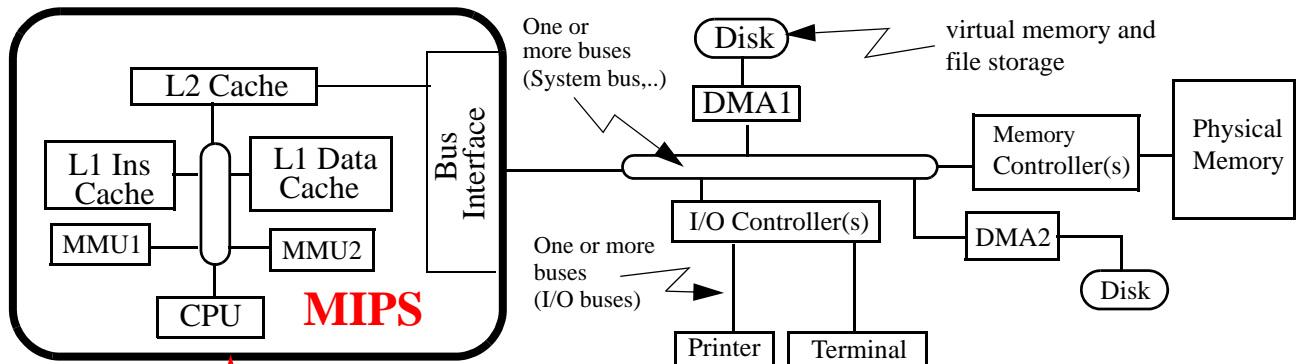 L2 Cache
L1 Ins
Cache
L1 Data
Cache
MMU1
MMU2
CPU
MIPS
Bus
Interface
One or
more buses
(System bus,..)
Disk
virtual memory and
file storage
DMA1
Memory
Controller(s)
Physical
Memory
I/O Controller(s)
One or more
buses
(I/O buses)
DMA2
Disk
Printer
Terminal